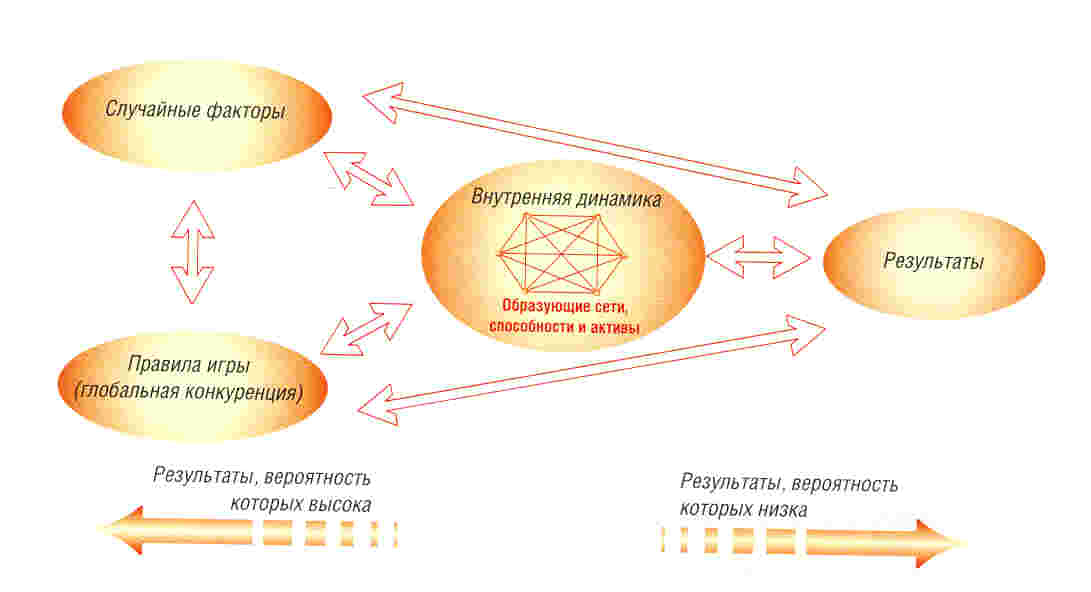 Случайные факторы
Внутренняя динамика
Образующие сети,
способности и активы
Результаты
Правила игры
(глобальная конкуренция)
Результаты, вероятность
которых высока
Результаты, вероятность
которых низка